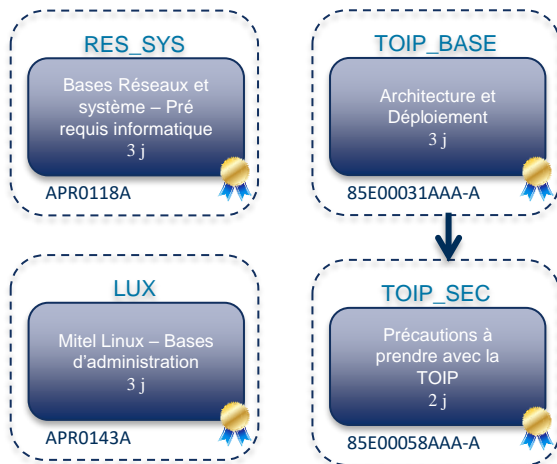 RES_SYS
Bases Réseaux et
système – Pré
requis informatique
3 j
APR0118A
TOIP_BASE
Architecture et
Déploiement
3 j
85E00031AAA-A
LUX
Mitel Linux – Bases
d'administration
3 j
APR0143A
TOIP_SEC
Précautions à
prendre avec la
TOIP
2 j
85E00058AAA-A